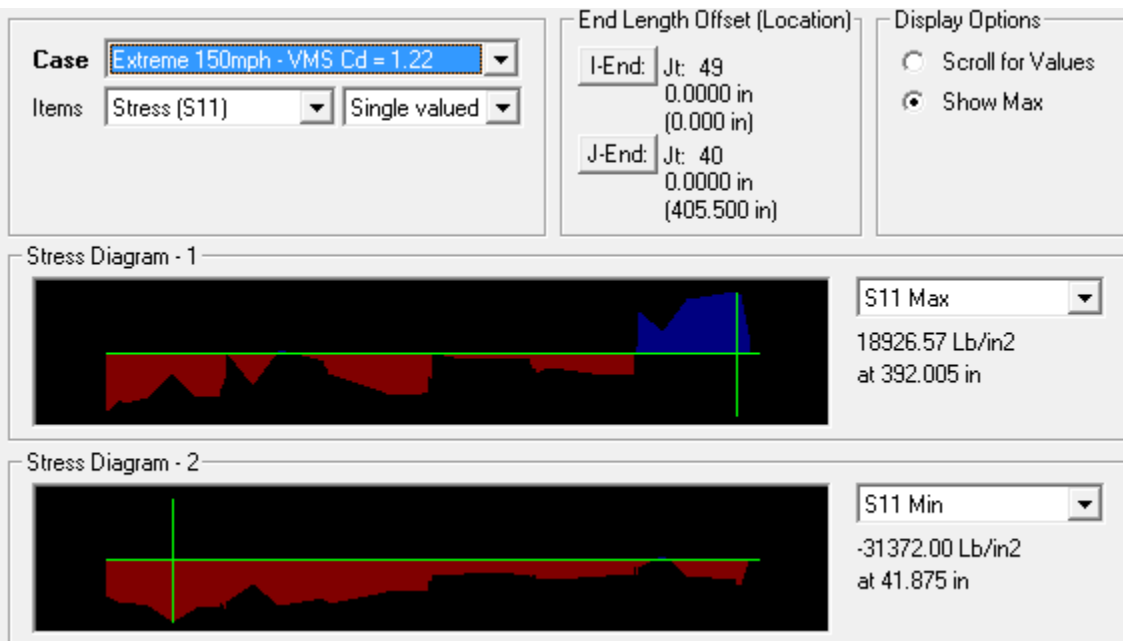 Case Extreme 150mph - VMS Cd = 1.22
Items Stress (S11) Single valued
End Length Offset (Location)
I-End: Jt: 49
0.0000 in
(0.000 in)
J-End: Jt: 40
0.0000 in
(405.500 in)
Display Options
Scroll for Values
Show Max
Stress Diagram - 1
S11 Max
18926.57 Lb/in2
at 392.005 in
Stress Diagram - 2
S11 Min
-31372.00 Lb/in2
at 41.875 in